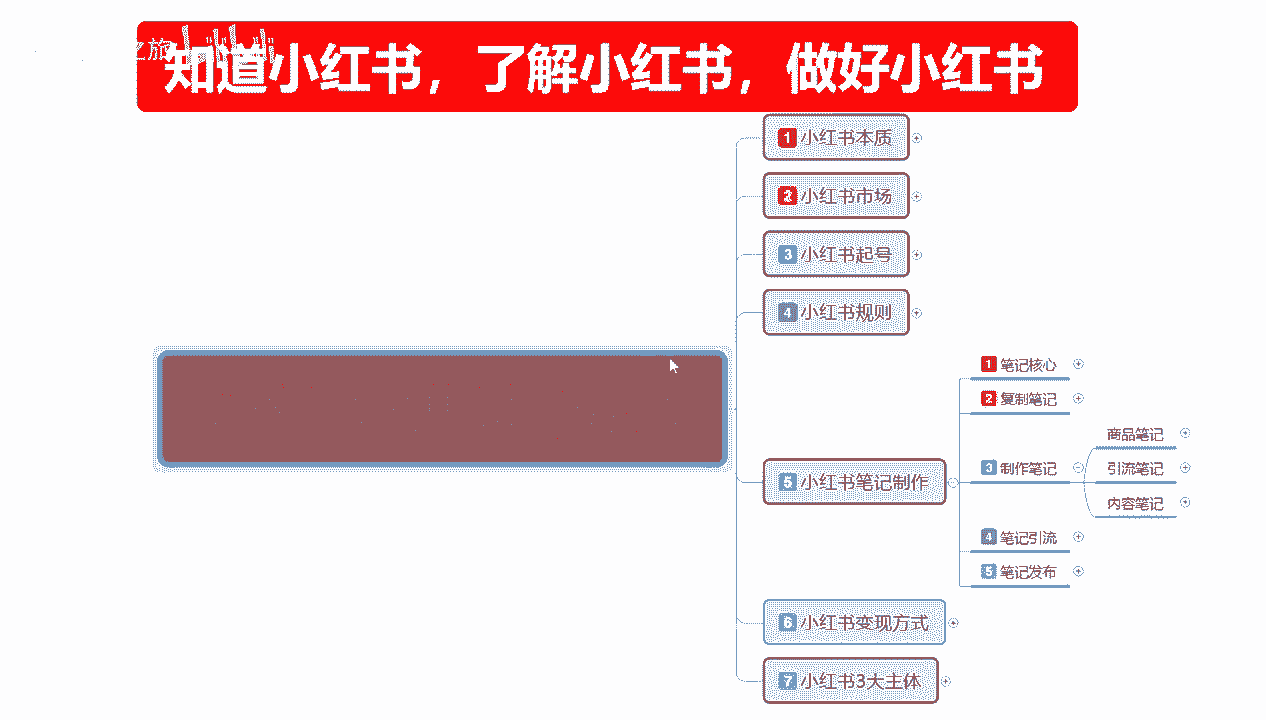 之旅
知道小红书，了解小红书，做好小红书
1 小红书本质
2 小红书市场
3 小红书起号
4 小红书规则
5 小红书笔记制作
1 笔记核心
2 复制笔记
3 制作笔记
商品笔记
引流笔记
内容笔记
4 笔记引流
5 笔记发布
6 小红书变现方式
7 小红书3大主体